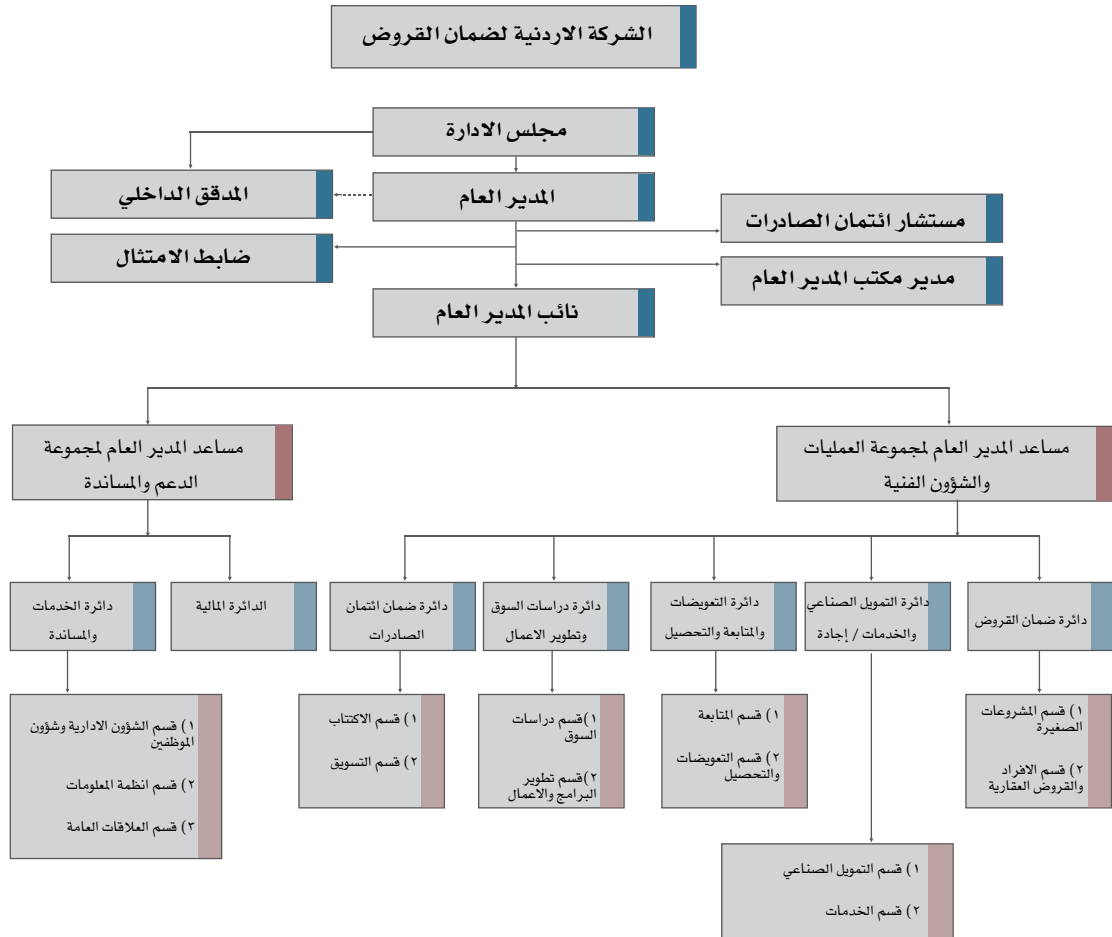 الشركة الاردنية لضمان القروض
مجلس الادارة
المدقق الداخلي
المدير العام
مستشار ائتمان الصادرات
ضابط الامتثال
مدير مكتب المدير العام
نائب المدير العام
مساعد المدير العام لمجموعة العمليات
والشؤون الفنية
مساعد المدير العام لمجموعة
الدعم والمساندة
دائرة ضمان القروض
دائرة التمويل الصناعي
والخدمات / إجادة
دائرة التعويضات
والمتابعة والتحصيل
دائرة دراسات السوق
وتطوير الاعمال
دائرة ضمان ائتمان
الصادرات
الدائرة المالية
دائرة الخدمات
والمساندة
١) قسم المشروعات
الصغيرة
٢) قسم الافراد
والقروض العقارية
١) قسم المتابعة
٢) قسم التعويضات
والتحصيل
١)قسم دراسات
السوق
٢)قسم تطوير
البرامج والاعمال
١) قسم الاكتتاب
٢) قسم التسويق
١) قسم الشؤون الادارية وشؤون
الموظفين
٢) قسم انظمة المعلومات
٣) قسم العلاقات العامة
١) قسم التمويل الصناعي
٢) قسم الخدمات